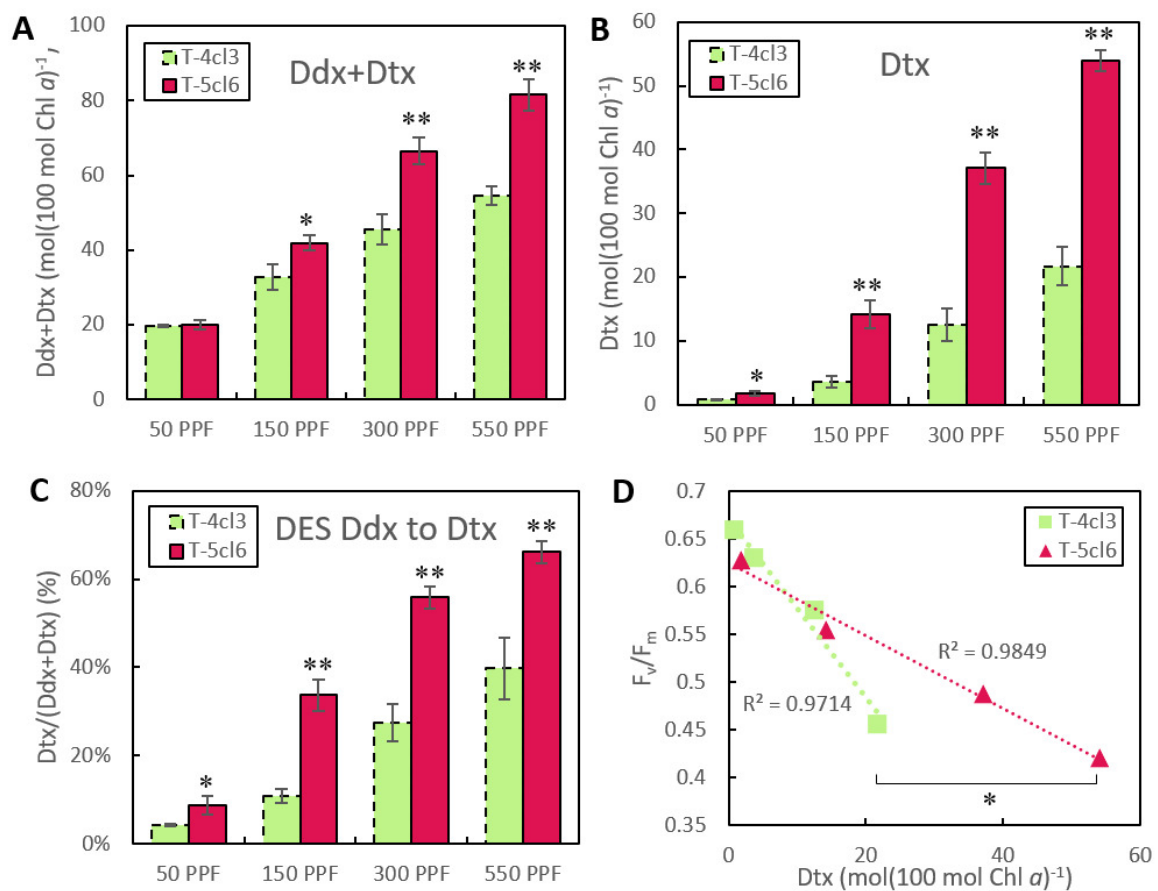 A
Ddx+Dtx (mol(100 mol Chl a)⁻¹,
100
80
60
40
20
0
T-4cl3
T-5cl6
Ddx+Dtx
*
**
**
50 PPF 150 PPF 300 PPF 550 PPF
B
Dtx (mol(100 mol Chl a)⁻¹
60
50
40
30
20
10
0
T-4cl3
T-5cl6
Dtx
*
**
**
**
50 PPF 150 PPF 300 PPF 550 PPF
C
Dtx/(Ddx+Dtx) (%)
80%
60%
40%
20%
0%
T-4cl3
T-5cl6
DES Ddx to Dtx
*
**
**
**
50 PPF 150 PPF 300 PPF 550 PPF
D
Fᵥ/Fₘ
0.7
0.65
0.6
0.55
0.5
0.45
0.4
0.35
T-4cl3
T-5cl6
R² = 0.9849
R² = 0.9714
*
0 20 40 60
Dtx (mol(100 mol Chl a)⁻¹